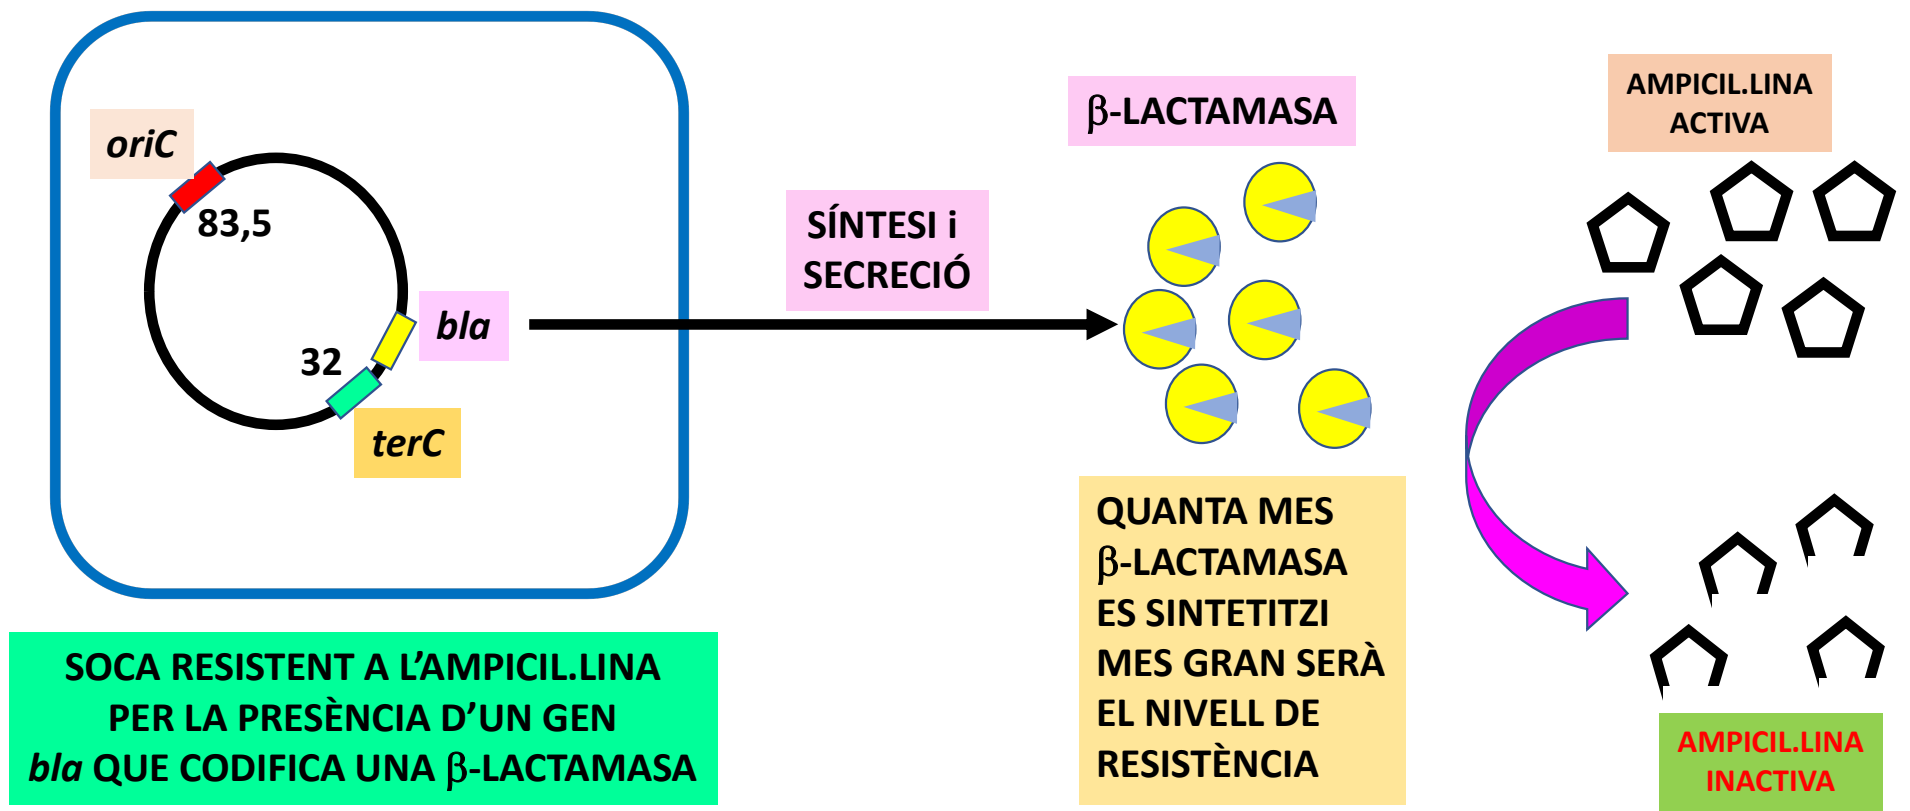 oriC
83,5
bla
32
terC
SOCA RESISTENT A L’AMPICIL.LINA
PER LA PRESÈNCIA D’UN GEN
bla QUE CODIFICA UNA β-LACTAMASA
SÍNTESI i
SECRECIÓ
β-LACTAMASA
QUANTA MES
β-LACTAMASA
ES SINTETITZI
MES GRAN SERÀ
EL NIVELL DE
RESISTÈNCIA
AMPICIL.LINA
ACTIVA
AMPICIL.LINA
INACTIVA